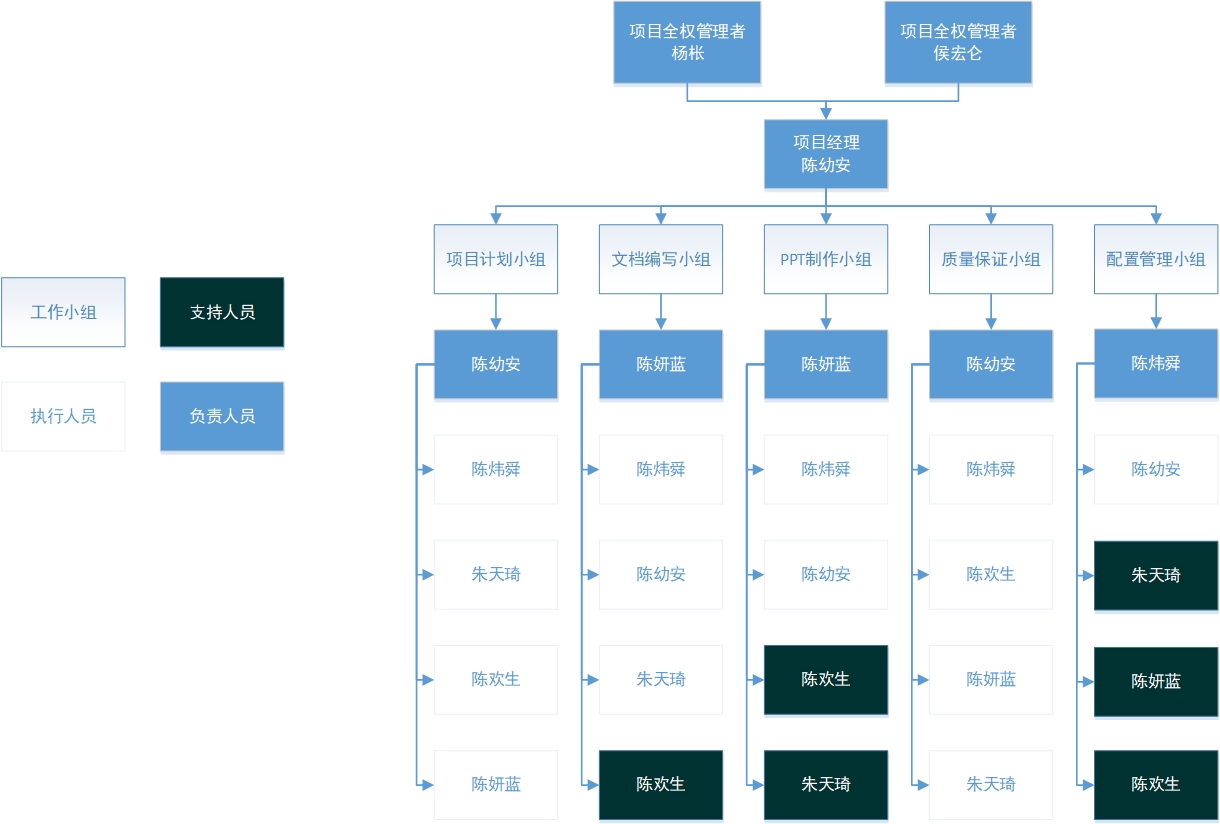 项目全权管理者
杨枨
项目全权管理者
侯宏仑
项目经理
陈幼安
项目计划小组
文档编写小组
PPT制作小组
质量保证小组
配置管理小组
工作小组
支持人员
执行人员
负责人员
陈幼安
陈妍蓝
陈妍蓝
陈幼安
陈炜舜
陈炜舜
陈炜舜
陈炜舜
陈炜舜
陈幼安
朱天琦
陈幼安
陈幼安
陈欢生
朱天琦
陈欢生
朱天琦
陈欢生
陈妍蓝
陈妍蓝
陈妍蓝
陈欢生
朱天琦
朱天琦
陈欢生